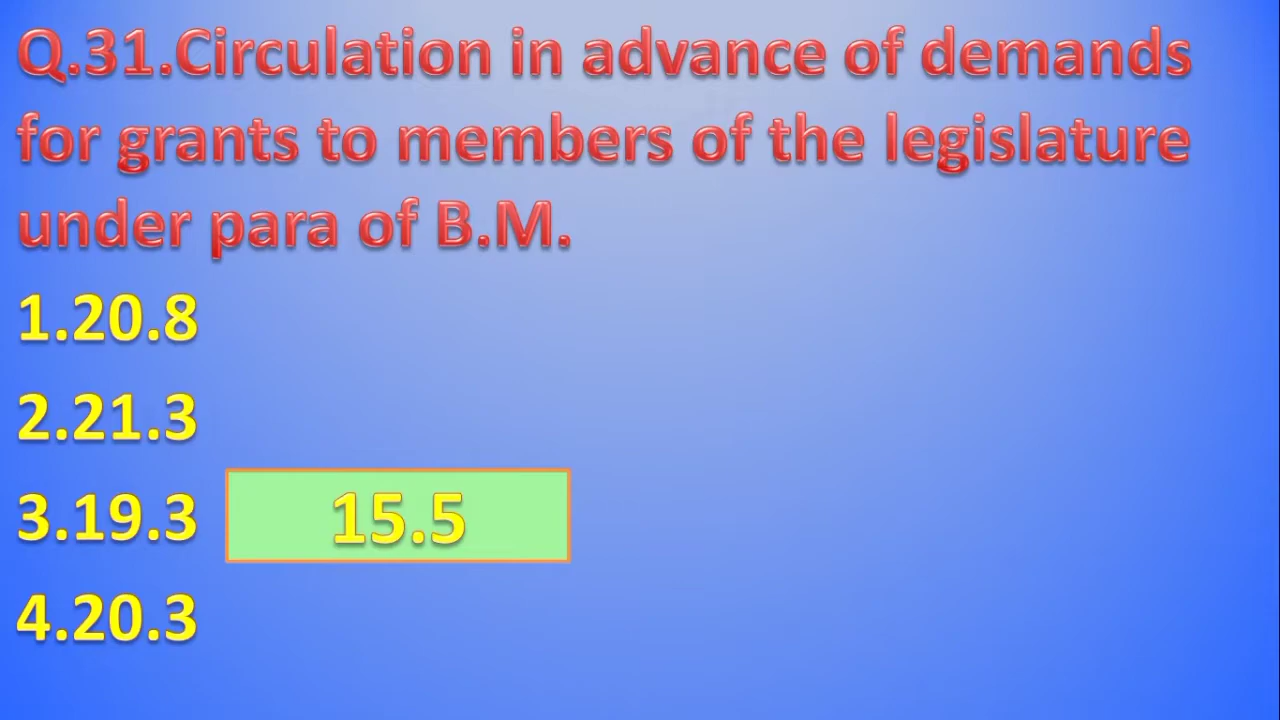 Q.31.Circulation in advance of demands
for grants to members of the legislature
under para of B.M.
1.20.8
2.21.3
3.19.3
15.5
4.20.3